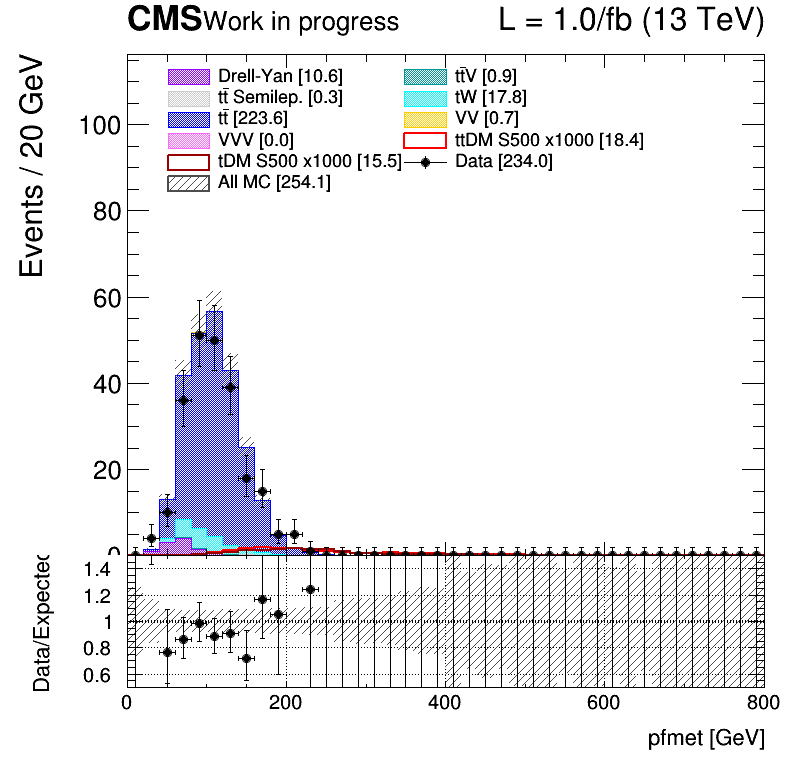 CMS Work in progress L = 1.0/fb (13 TeV)
Events / 20 GeV
Drell-Yan [10.6] tt̄V [0.9]
tt̄ Semilep. [0.3] tW [17.8]
tt̄ [223.6] VV [0.7]
VVV [0.0] ttDM S500 x1000 [18.4]
tDM S500 x1000 [15.5] Data [234.0]
All MC [254.1]
100
80
60
40
20
0
Data/Expected
1.4
1.2
1
0.8
0.6
0 200 400 600 800
pfmet [GeV]